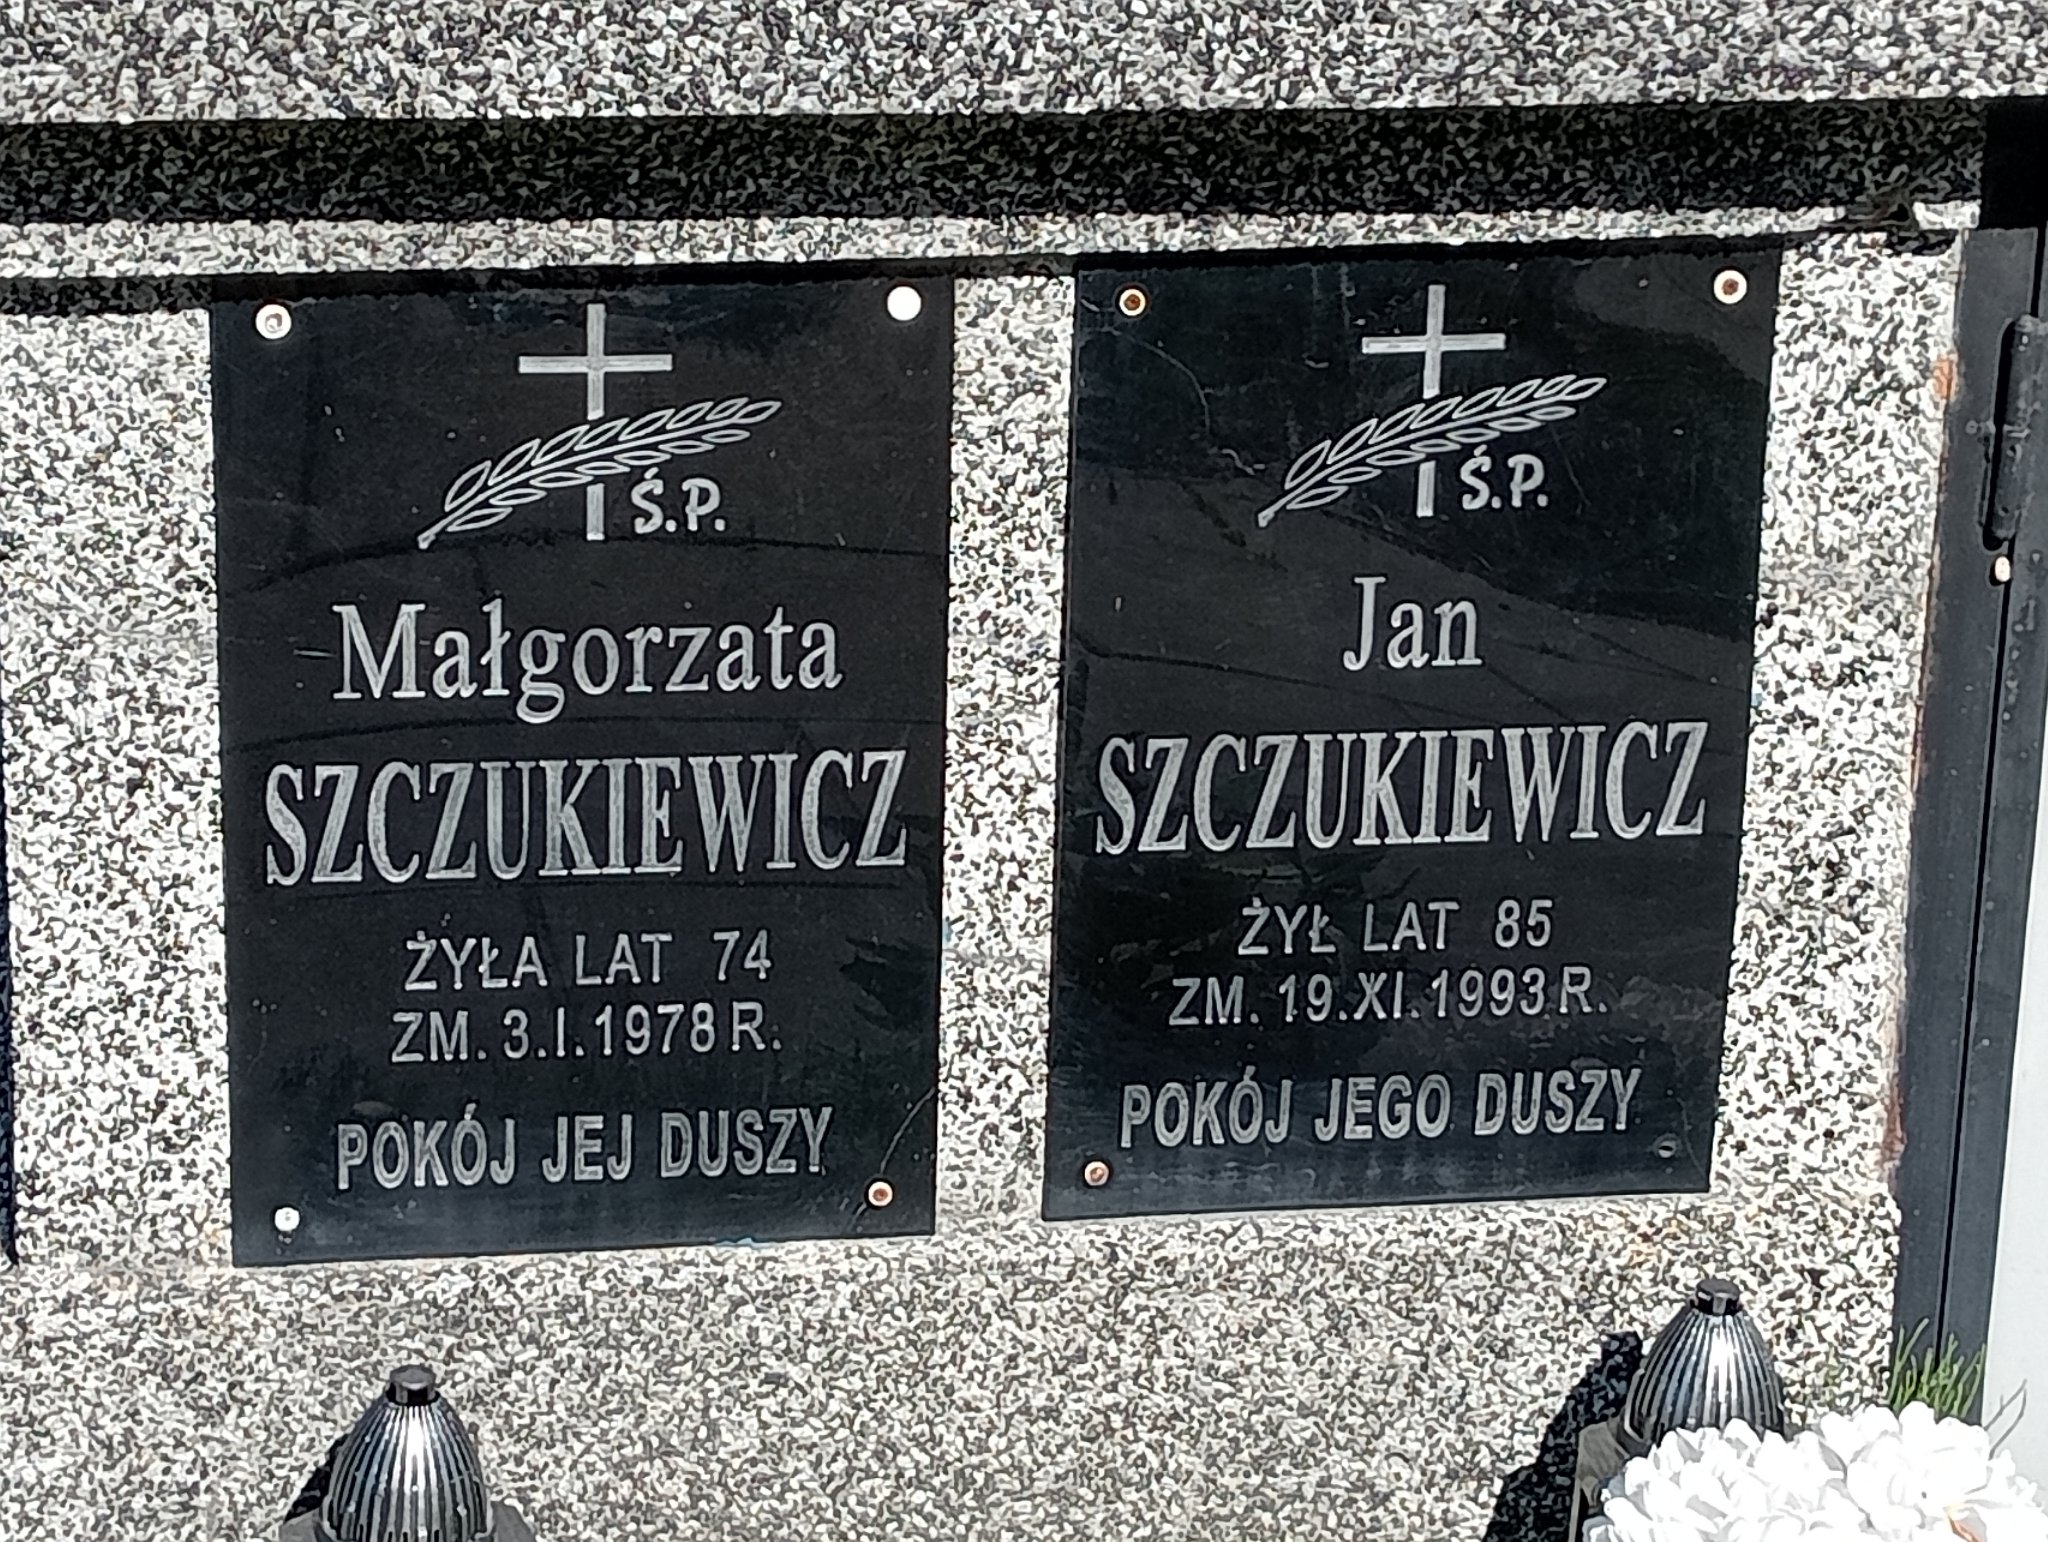 Ś.P.
Małgorzata
SZCZUKIEWICZ
ŻYŁA LAT 74
ZM. 3.I.1978 R.
POKÓJ JEJ DUSZY
Ś.P.
Jan
SZCZUKIEWICZ
ŻYŁ LAT 85
ZM. 19.XI.1993 R.
POKÓJ JEGO DUSZY